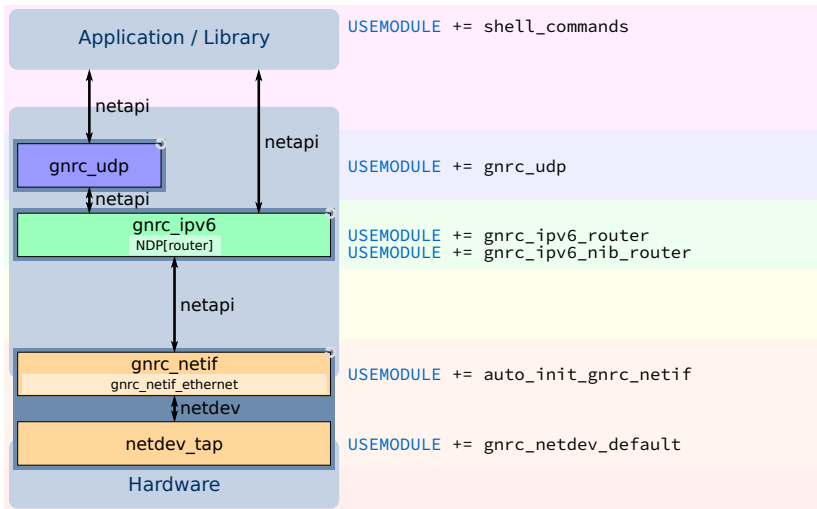 Application / Library
USEMODULE += shell_commands
netapi
netapi
gnrc_udp
USEMODULE += gnrc_udp
netapi
gnrc_ipv6
NDP[router]
USEMODULE += gnrc_ipv6_router
USEMODULE += gnrc_ipv6_nib_router
netapi
gnrc_netif
gnrc_netif_ethernet
USEMODULE += auto_init_gnrc_netif
netdev
netdev_tap
USEMODULE += gnrc_netdev_default
Hardware